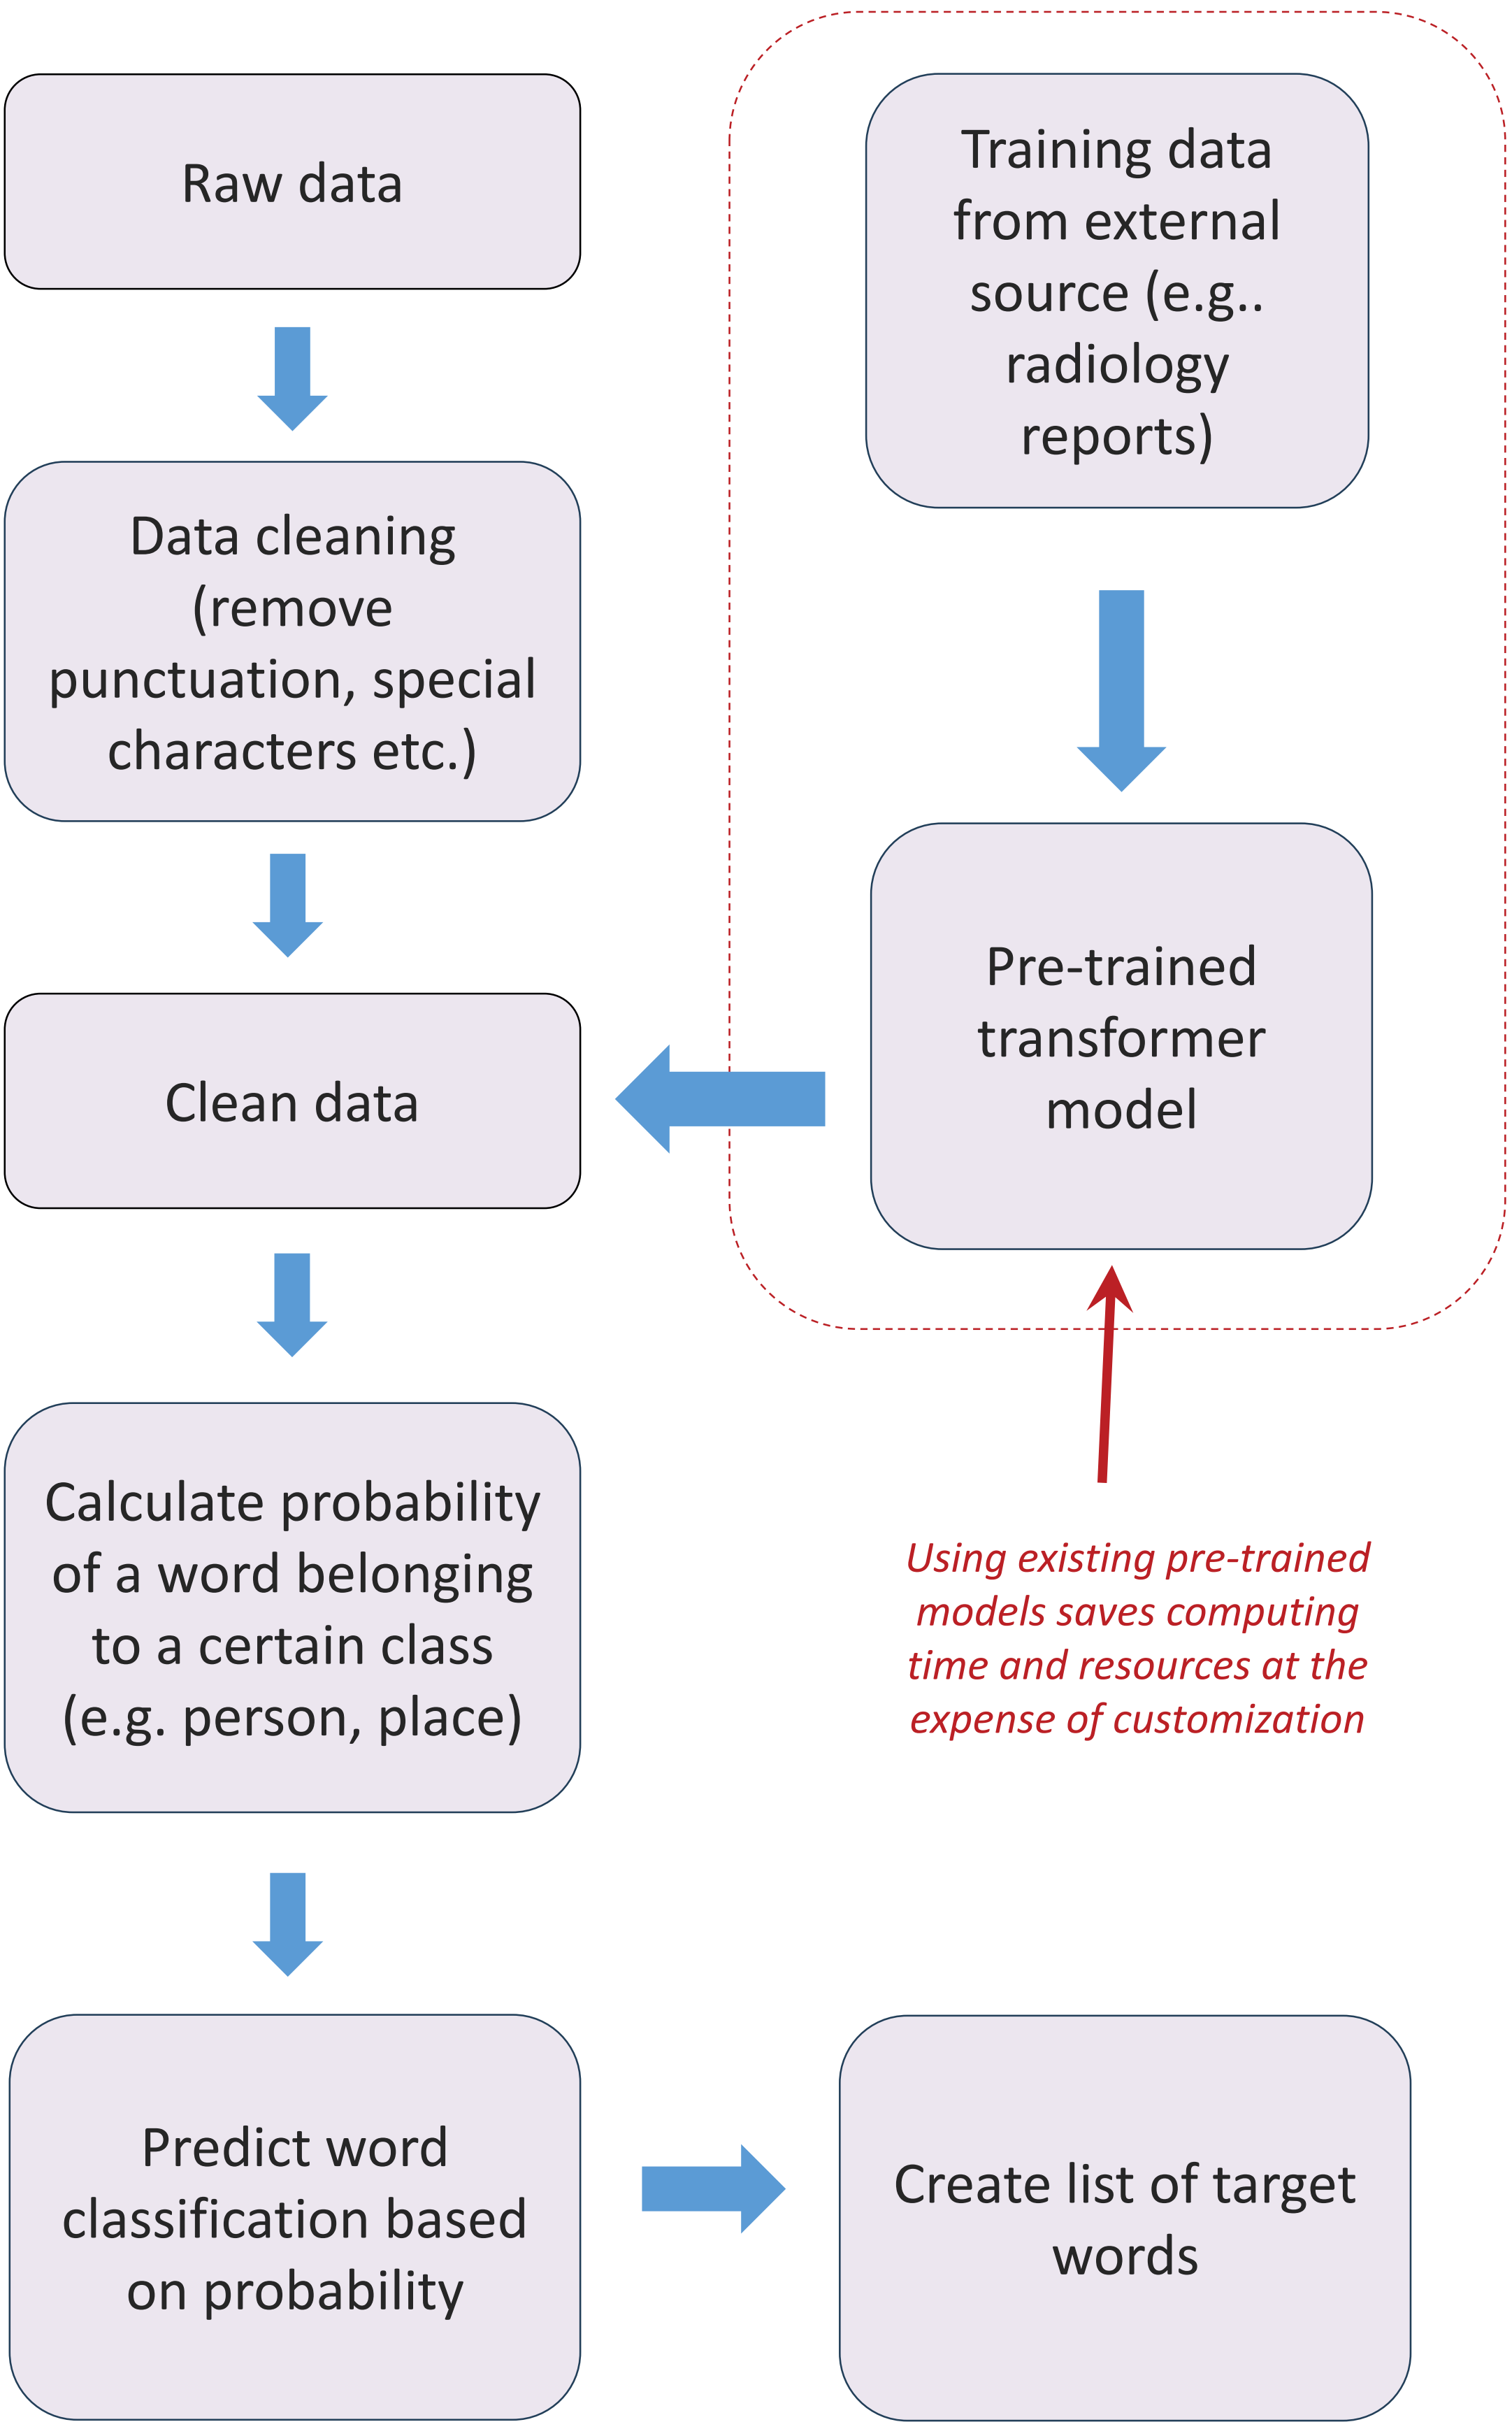 Raw data
Data cleaning
(remove
punctuation, special
characters etc.)
Clean data
Calculate probability
of a word belonging
to a certain class
(e.g. person, place)
Predict word
classification based
on probability
Training data
from external
source (e.g..
radiology
reports)
Pre-trained
transformer
model
Using existing pre-trained
models saves computing
time and resources at the
expense of customization
Create list of target
words